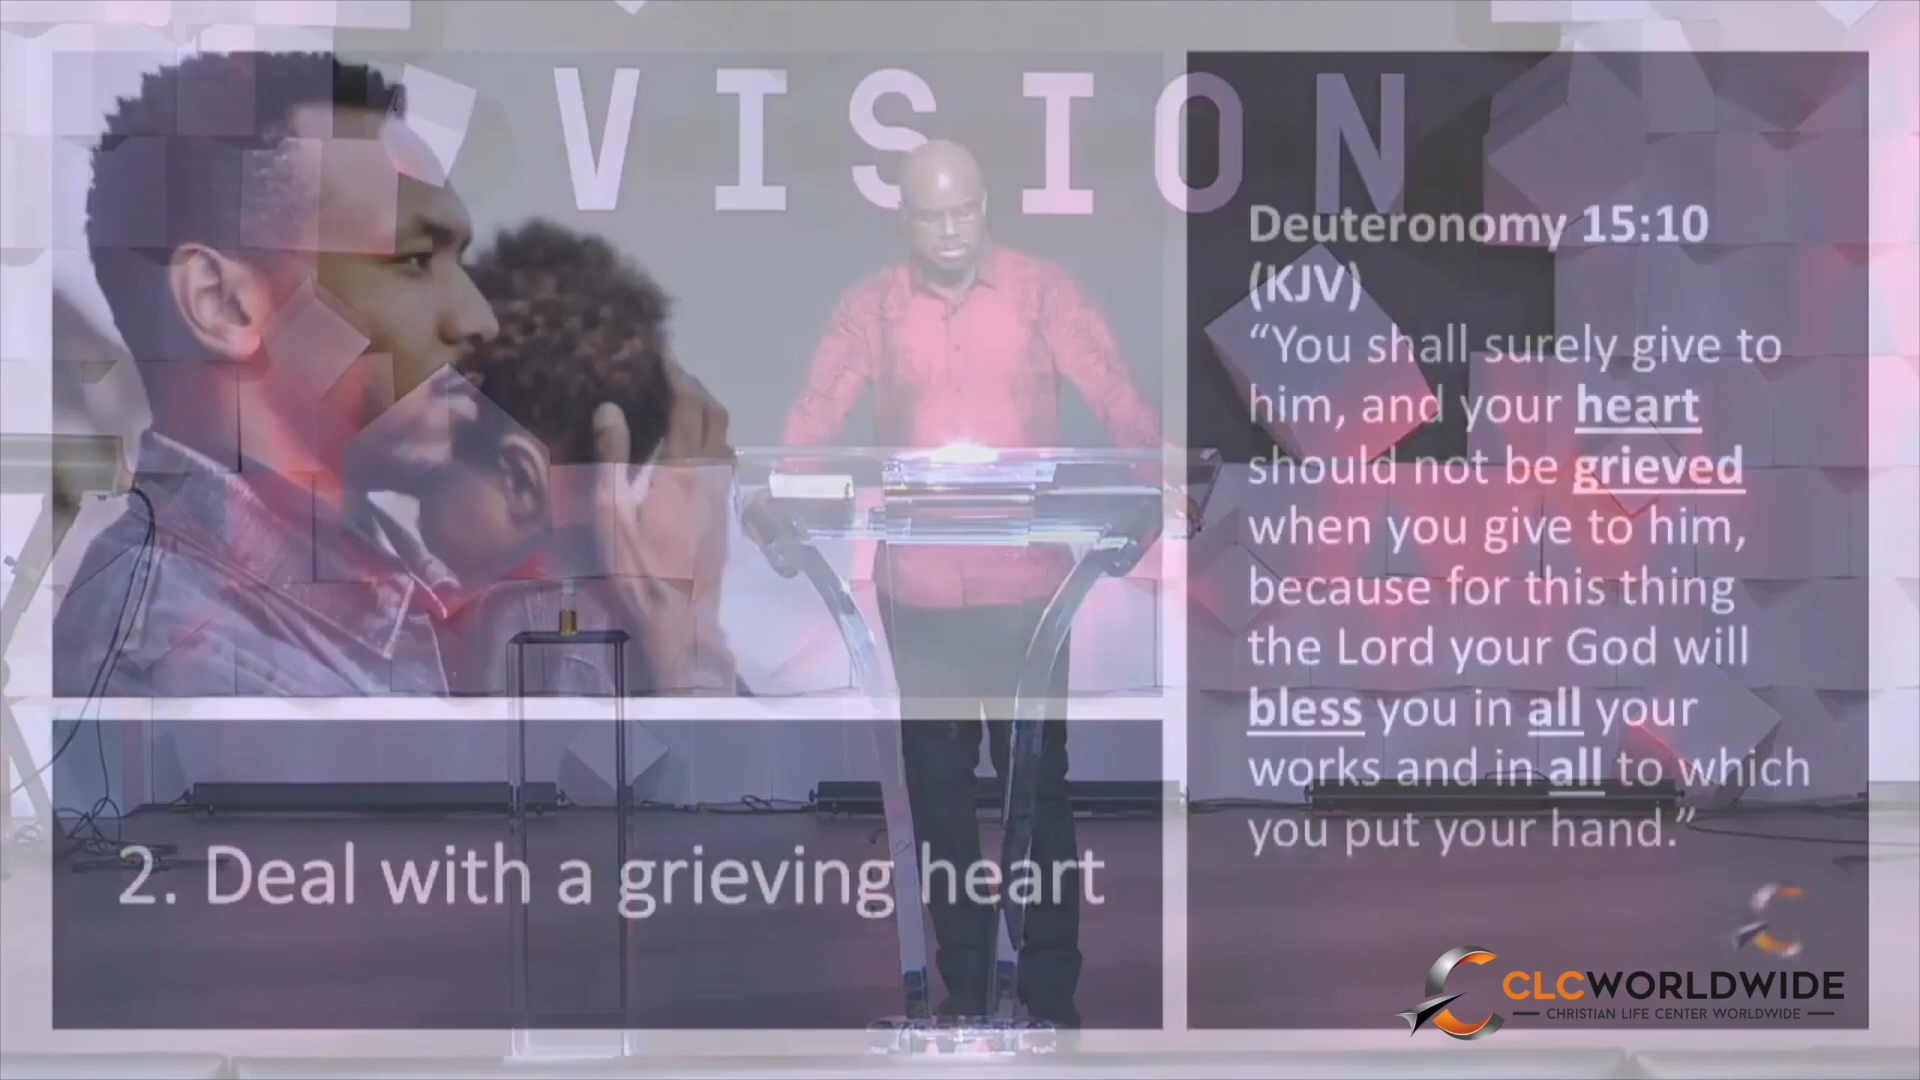 VISION
Deuteronomy 15:10
(KJV)
“You shall surely give to
him, and your heart
should not be grieved
when you give to him,
because for this thing
the Lord your God will
bless you in all your
works and in all to which
you put your hand.”
2. Deal with a grieving heart
CLCWORLDWIDE
CHRISTIAN LIFE CENTER WORLDWIDE